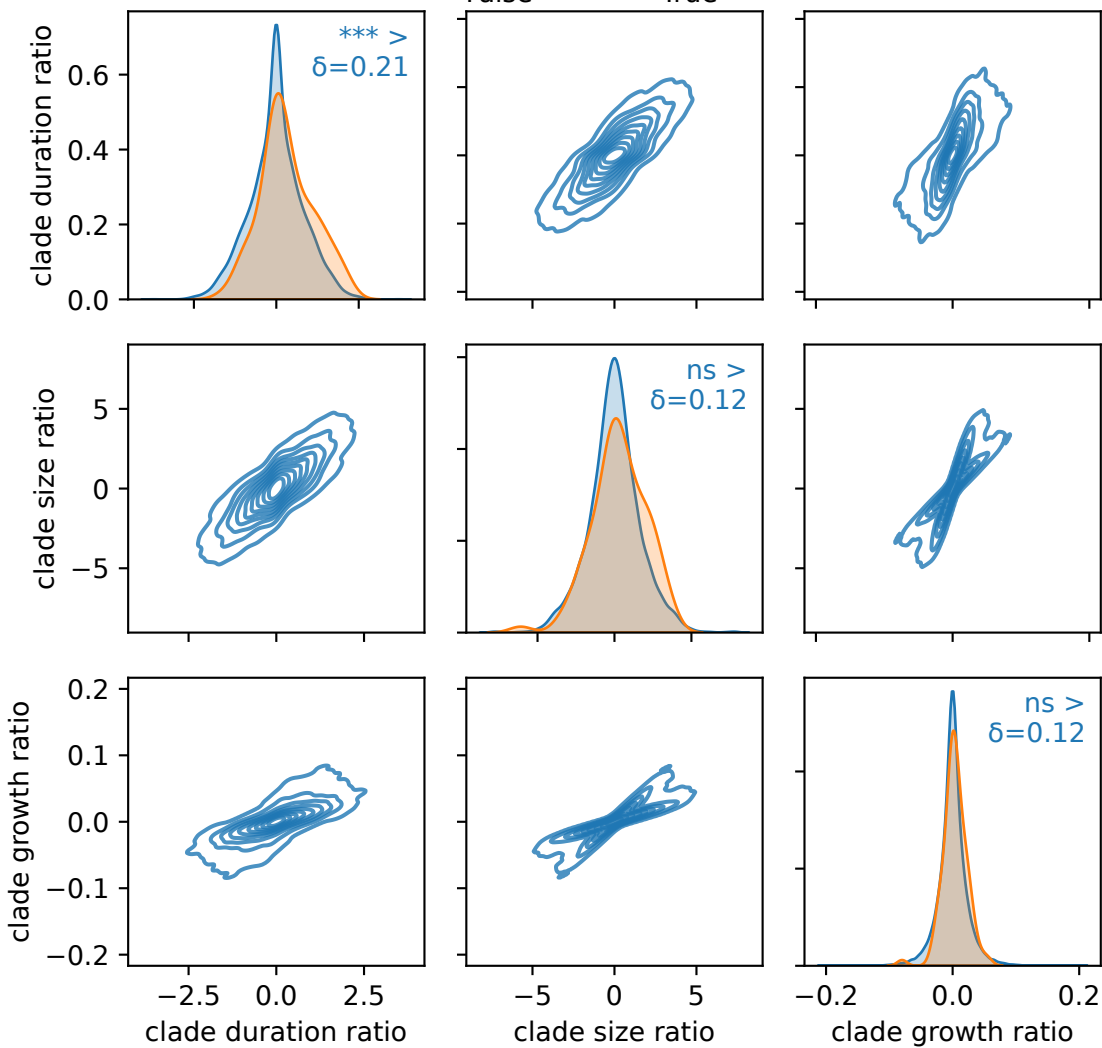 *** >
δ=0.21
clade duration ratio
0.6
0.4
0.2
0.0
ns >
δ=0.12
clade size ratio
5
0
−5
ns >
δ=0.12
clade growth ratio
0.2
0.1
0.0
−0.1
−0.2
−2.5 0.0 2.5 −5 0 5 −0.2 0.0 0.2
clade duration ratio clade size ratio clade growth ratio